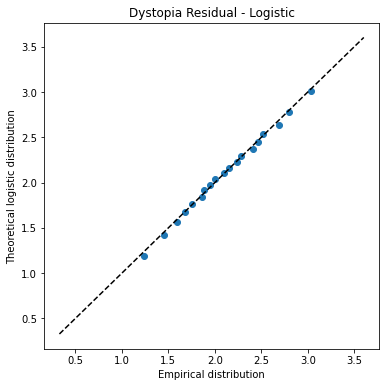 Dystopia Residual - Logistic
Theoretical logistic distribution
3.5
3.0
2.5
2.0
1.5
1.0
0.5
0.5 1.0 1.5 2.0 2.5 3.0 3.5
Empirical distribution